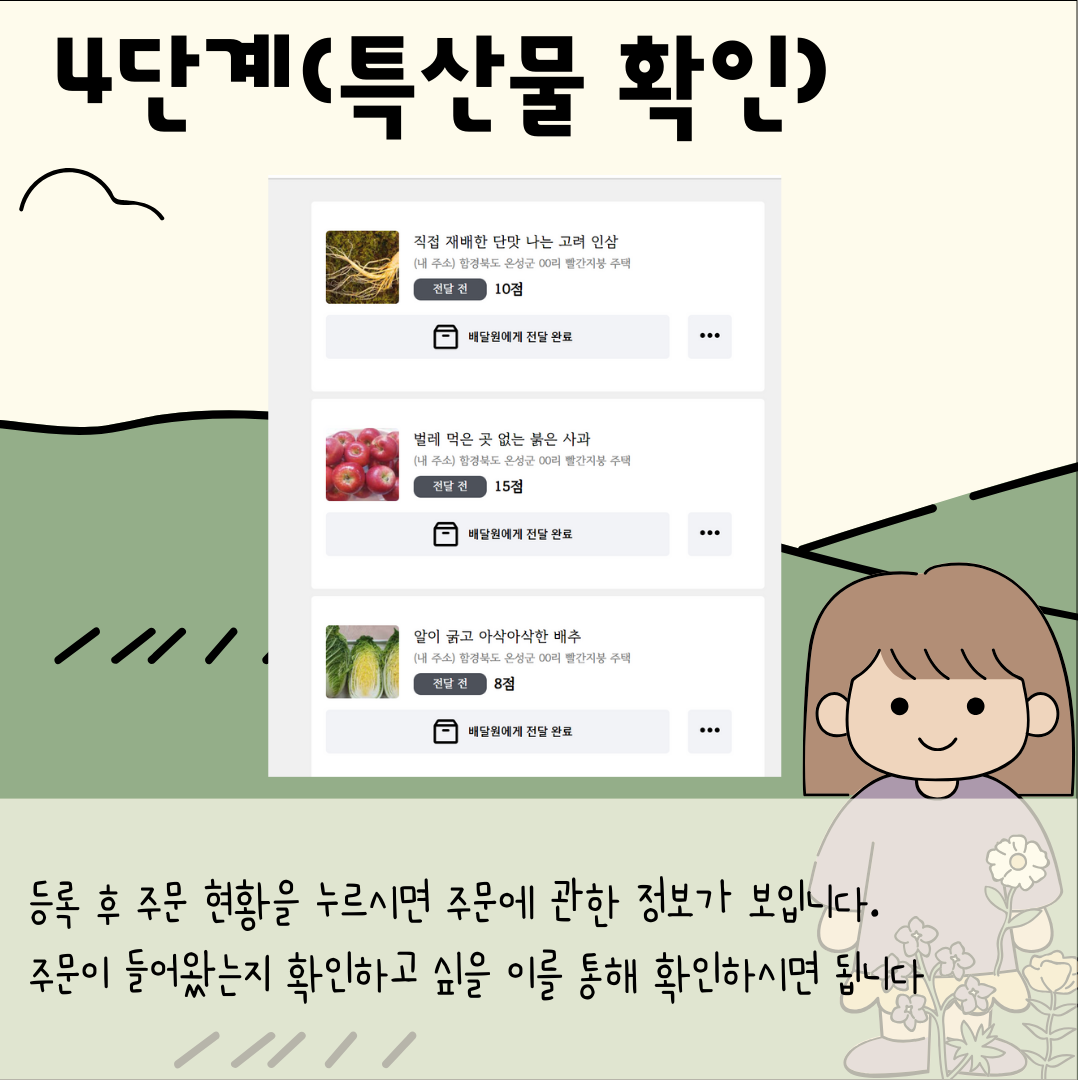 4단계(특산물 확인)
직접 재배한 단맛 나는 고려 인삼
(내 주소) 함경북도 온성군 00리 빨간지붕 주택
전달 전 10점
배달원에게 전달 완료
벌레 먹은 곳 없는 붉은 사과
(내 주소) 함경북도 온성군 00리 빨간지붕 주택
전달 전 15점
배달원에게 전달 완료
알이 굵고 아삭아삭한 배추
(내 주소) 함경북도 온성군 00리 빨간지붕 주택
전달 전 8점
배달원에게 전달 완료
등록 후 주문 현황을 누르시면 주문에 관한 정보가 보입니다.
주문이 들어왔는지 확인하고 싶을 이를 통해 확인하시면 됩니다